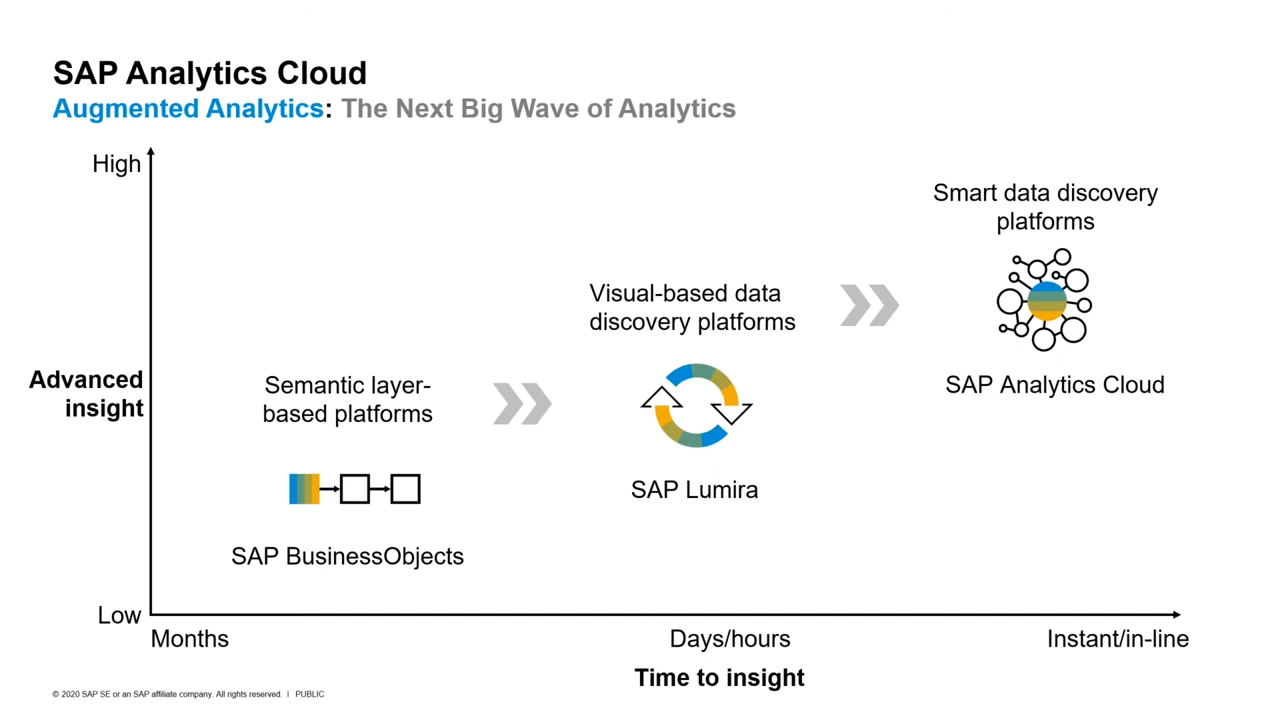 SAP Analytics Cloud
Augmented Analytics: The Next Big Wave of Analytics
High
Smart data discovery
platforms
Visual-based data
discovery platforms
Advanced
insight
Semantic layer-
based platforms
SAP Analytics Cloud
SAP Lumira
SAP BusinessObjects
Low
Months
Days/hours
Instant/in-line
Time to insight
© 2020 SAP SE or an SAP affiliate company. All rights reserved. | PUBLIC